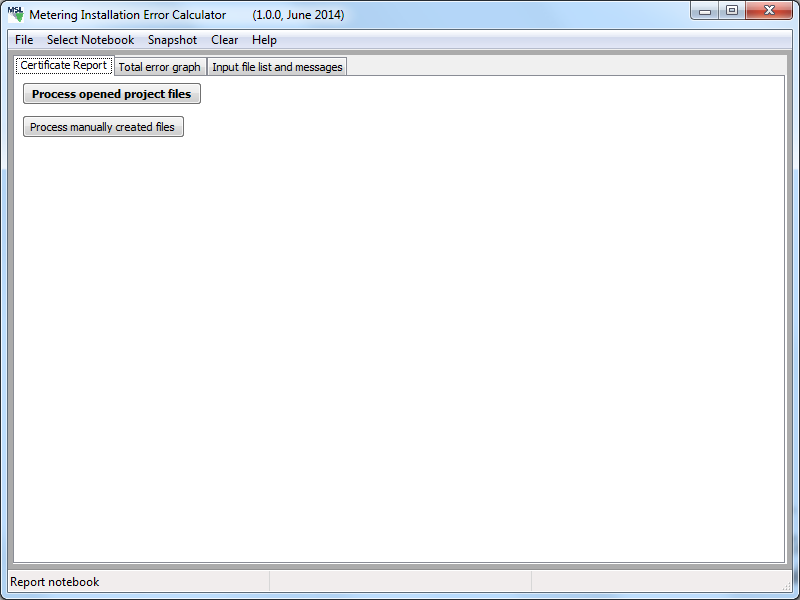 MSL Metering Installation Error Calculator (1.0.0, June 2014)
File Select Notebook Snapshot Clear Help
Certificate Report Total error graph Input file list and messages
Process opened project files
Process manually created files
Report notebook